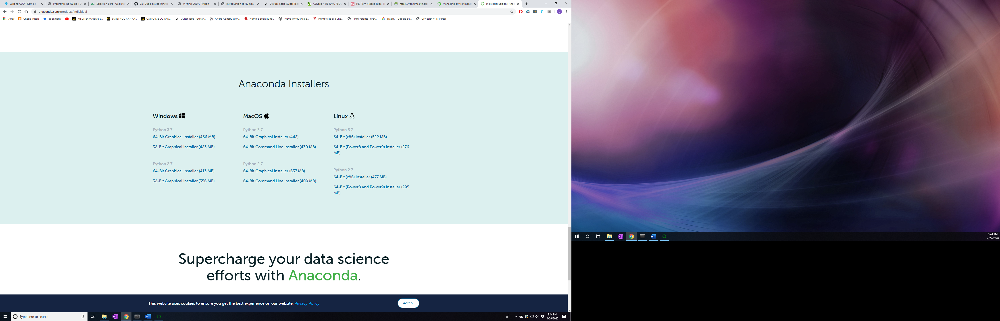 Writing CUDA Kernels —
Programming Guide :: C
Selection Sort - Geeksfo
Call Cuda device Functio
Writing CUDA-Python —
Introduction to Numba:
D Blues Scale Guitar Tab
ASRock > US RMA REQU
HD Porn Videos Tube, Th
https://vpn.ufhealth.org
Managing environments
Individual Edition | Anac
anaconda.com/products/individual
Apps
Chegg Tutors
Bookmarks
MEDITERRANEAN S...
DONT YOU CRY FO...
CÓMO ME QUIERE...
Guitar Tabs - Guitar...
Chord Construction...
Humble Book Bund...
1080p Untouched B...
Humble Book Bund...
PHHP Grants Purch...
craggy - Google Se...
UFHealth VPN Portal
Anaconda Installers
Windows
MacOS
Linux
Python 3.7
Python 3.7
Python 3.7
64-Bit Graphical Installer (466 MB)
64-Bit Graphical Installer (442)
64-Bit (x86) Installer (522 MB)
32-Bit Graphical Installer (423 MB)
64-Bit Command Line Installer (430 MB)
64-Bit (Power8 and Power9) Installer (276
MB)
Python 2.7
Python 2.7
Python 2.7
64-Bit Graphical Installer (413 MB)
64-Bit Graphical Installer (637 MB)
64-Bit (x86) Installer (477 MB)
32-Bit Graphical Installer (356 MB)
64-Bit Command Line Installer (409 MB)
64-Bit (Power8 and Power9) Installer (295
MB)
Supercharge your data science
efforts with Anaconda.
This website uses cookies to ensure you get the best experience on our website. Privacy Policy
Accept
Type here to search
3:44 PM
4/29/2020
3:44 PM
4/29/2020